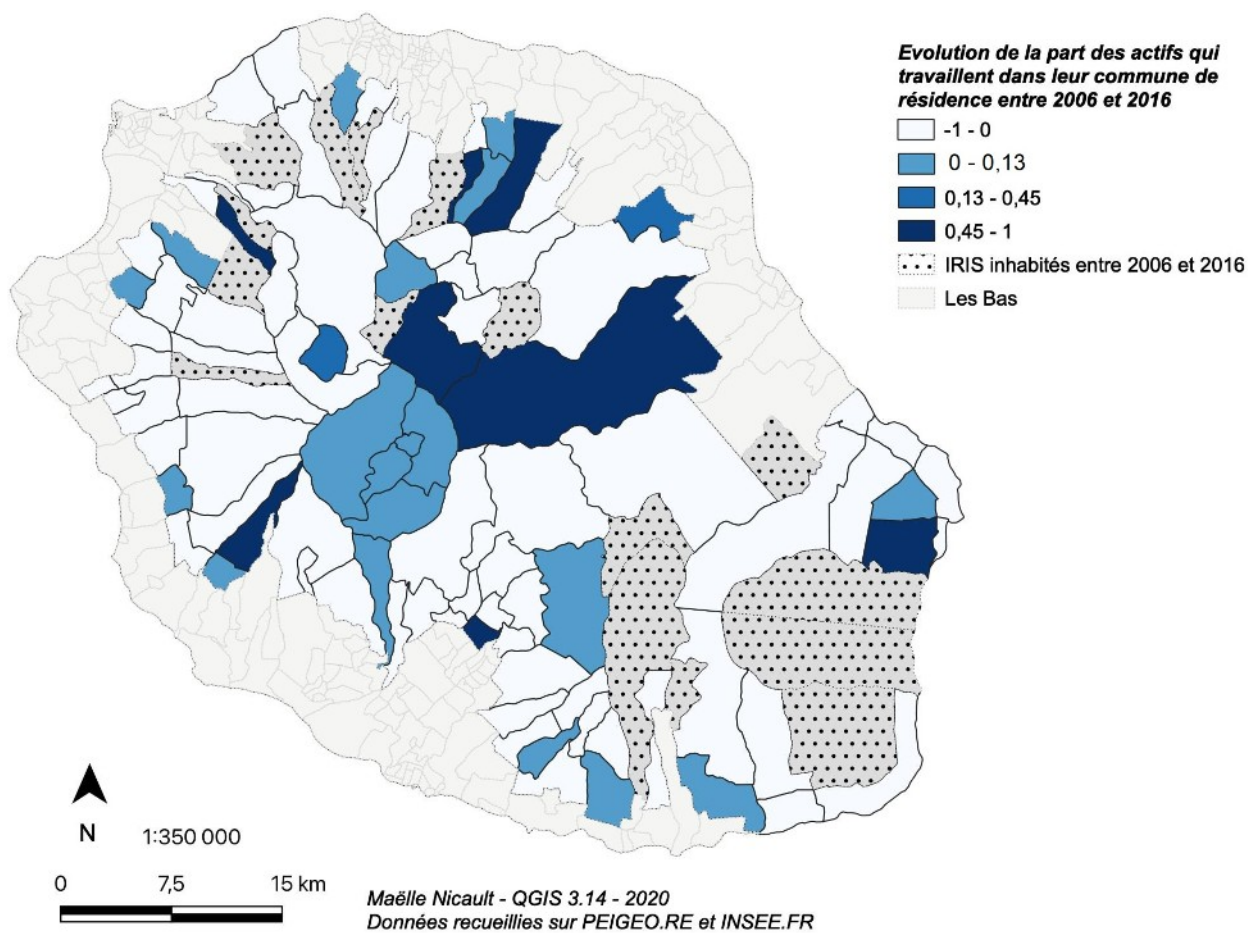 Evolution de la part des actifs qui
travaillent dans leur commune de
résidence entre 2006 et 2016
-1 - 0
0 - 0,13
0,13 - 0,45
0,45 - 1
IRIS inhabités entre 2006 et 2016
Les Bas
N
1:350 000
0 7,5 15 km
Maëlle Nicault - QGIS 3.14 - 2020
Données recueillies sur PEIGEO.RE et INSEE.FR